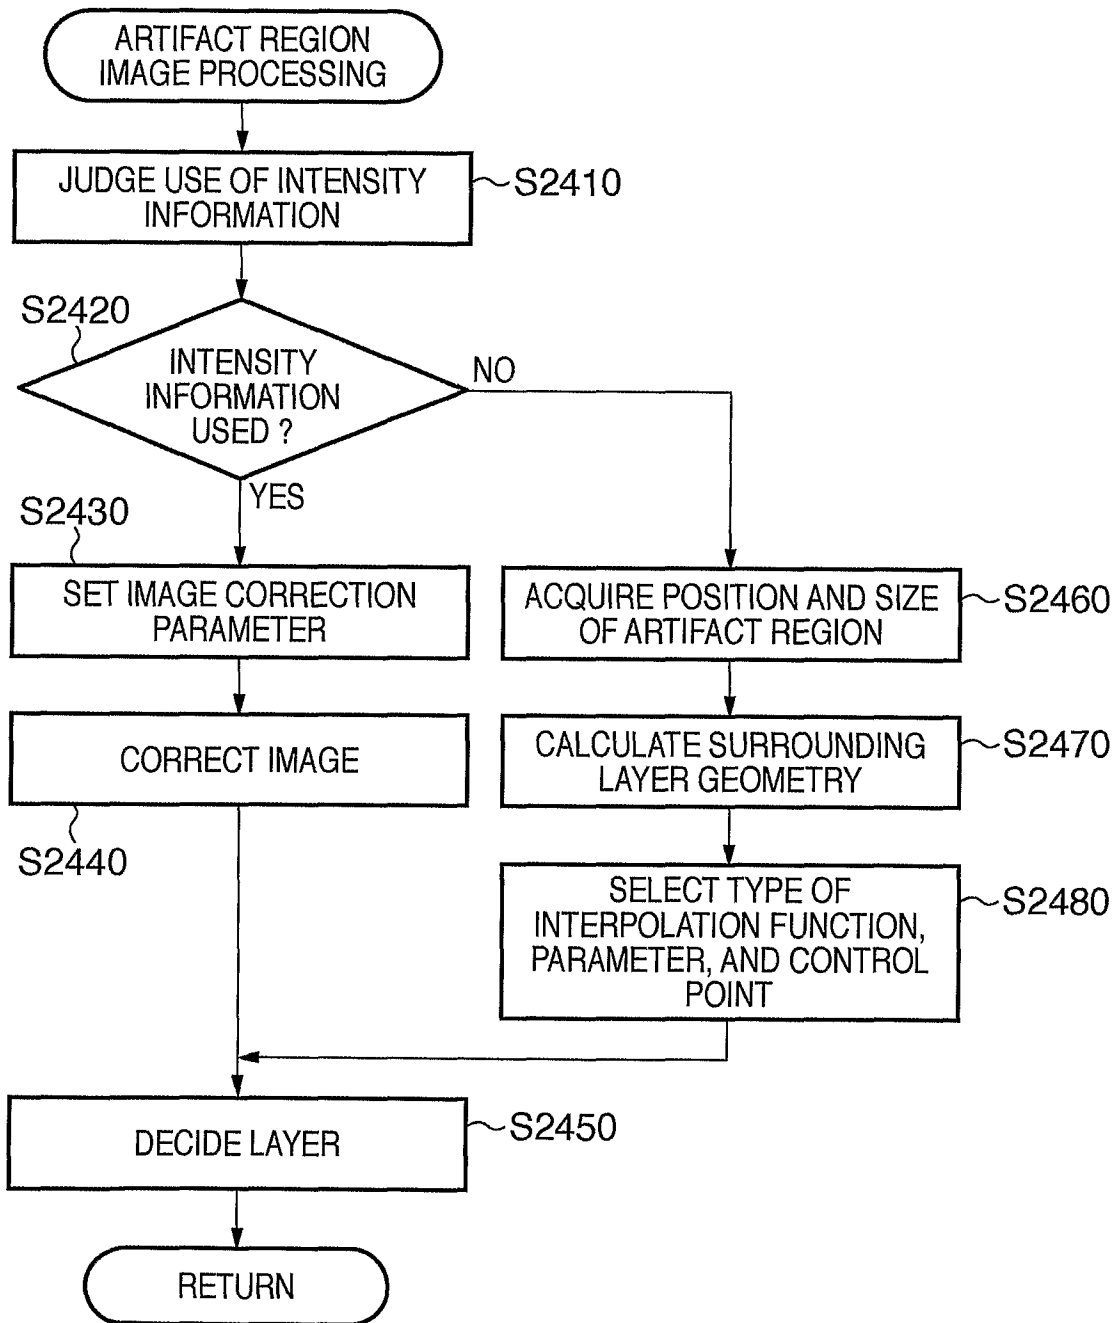 ARTIFACT REGION
IMAGE PROCESSING
JUDGE USE OF INTENSITY
INFORMATION
S2410
S2420
INTENSITY
INFORMATION
USED ?
NO
YES
S2430
SET IMAGE CORRECTION
PARAMETER
ACQUIRE POSITION AND SIZE
OF ARTIFACT REGION
S2460
CORRECT IMAGE
S2440
CALCULATE SURROUNDING
LAYER GEOMETRY
S2470
SELECT TYPE OF
INTERPOLATION FUNCTION,
PARAMETER, AND CONTROL
POINT
S2480
DECIDE LAYER
S2450
RETURN